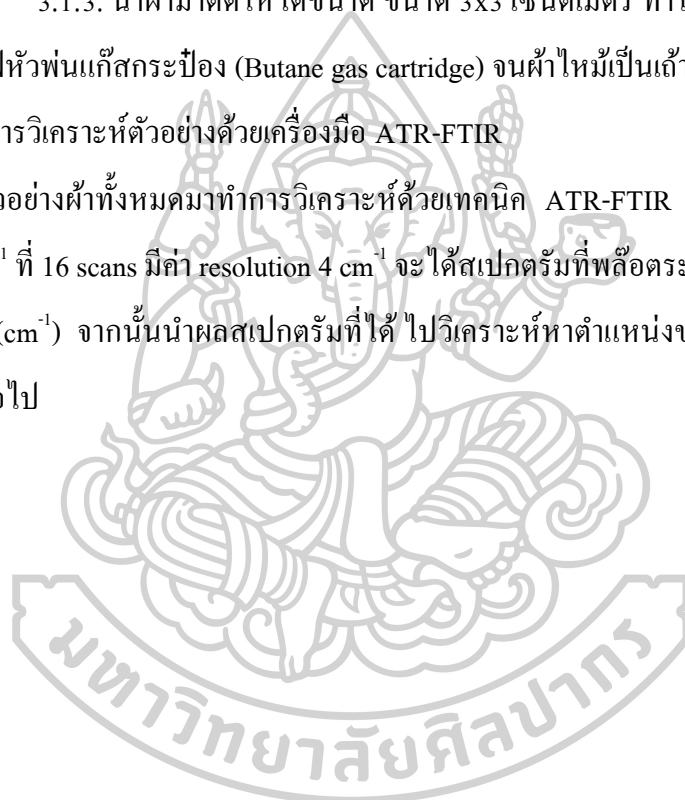 3.1.3. นำผ้ามาตัดให้ได้ขนาด ขนาด 3x3 เซนติเมตร
หัวพ่นแก๊สกระป๋อง (Butane gas cartridge) จนผ้าไหม้เป็นเถ้า
การวิเคราะห์ตัวอย่างด้วยเครื่องมือ ATR-FTIR
อย่างผ้าทั้งหมดมาทำการวิเคราะห์ด้วยเทคนิค ATR-FTIR
-1 ที่ 16 scans มีค่า resolution 4 cm-1 จะได้สเปกตรัมที่พล๊อตระ
(cm-1) จากนั้นนำผลสเปกตรัมที่ได้ ไปวิเคราะห์หาตำแหน่งข
อไป
มหาวิทยาลัยศิลปากร